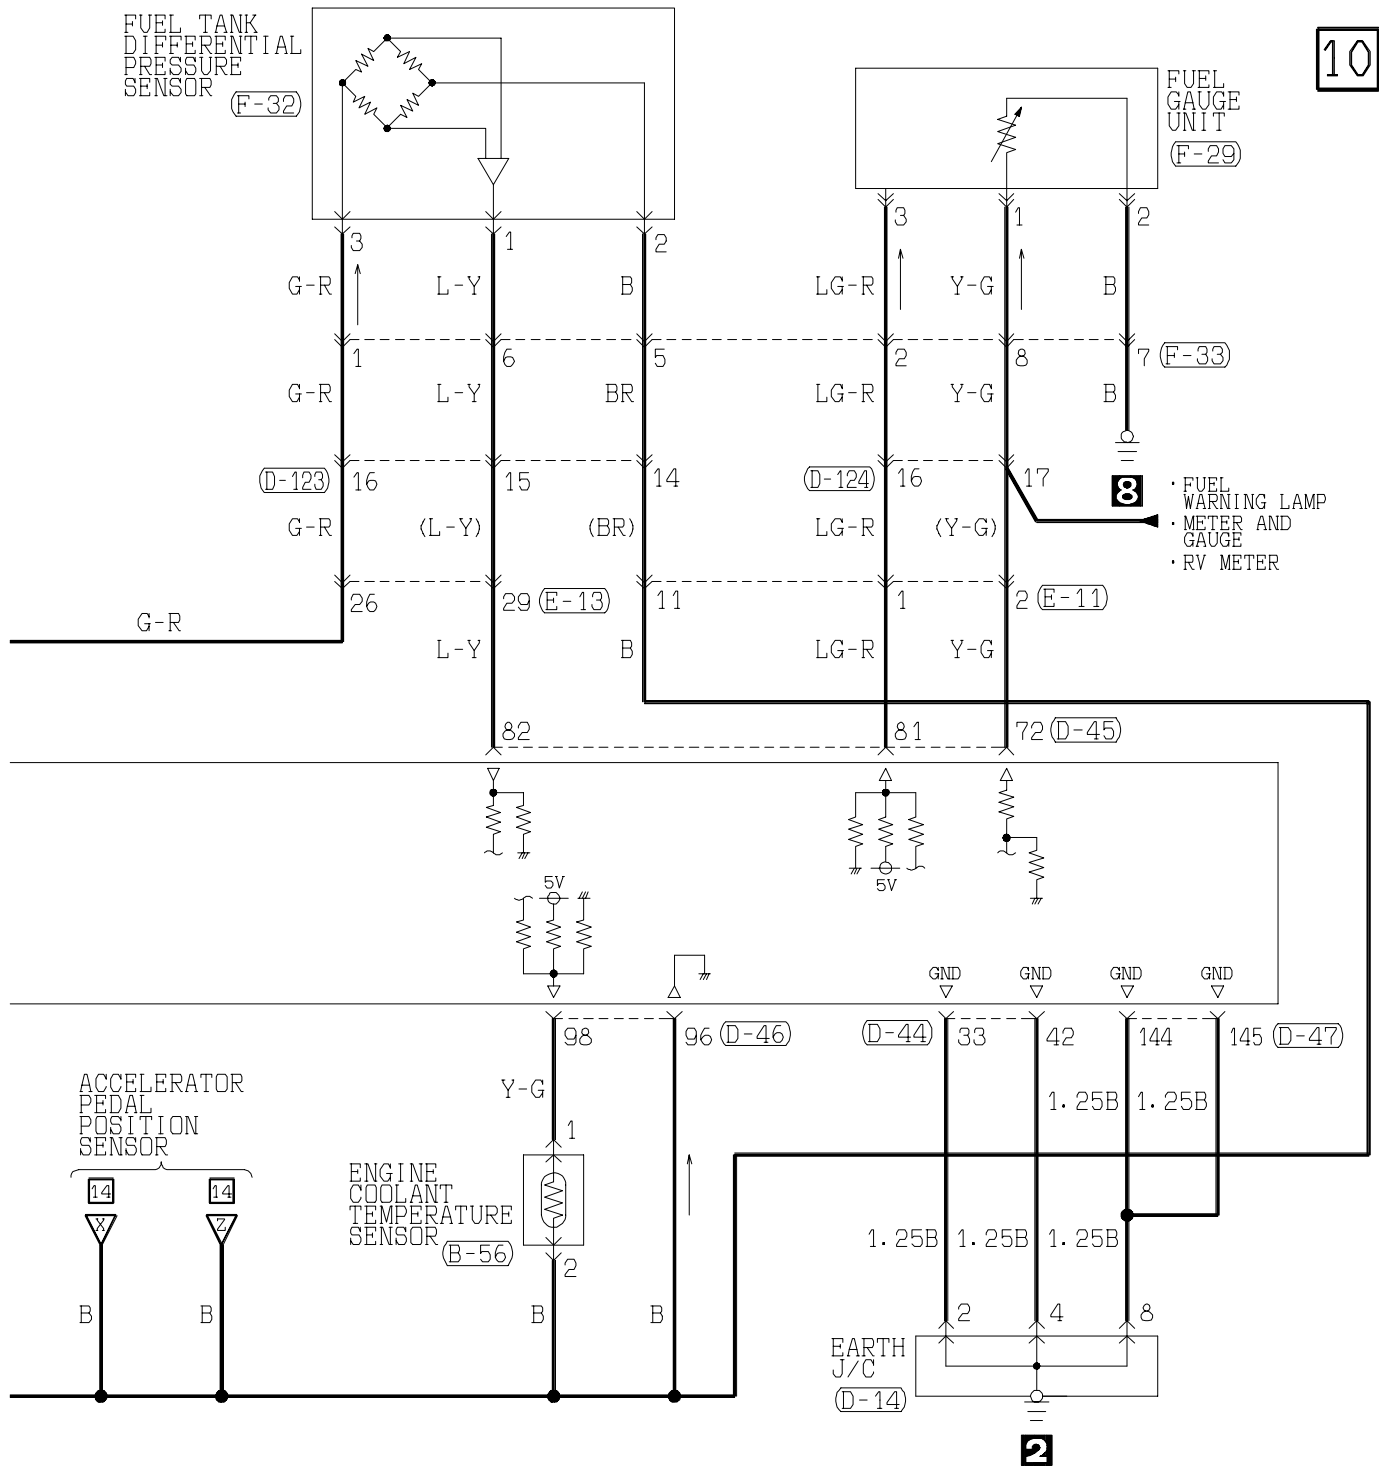 FUEL TANK
DIFFERENTIAL
PRESSURE
SENSOR
F-32
10
FUEL
GAUGE
UNIT
F-29
3
1
2
3
1
2
G-R
L-Y
B
LG-R
Y-G
B
1
6
5
2
8
7
F-33
G-R
L-Y
BR
LG-R
Y-G
B
D-123
16
15
14
D-124
16
17
8
· FUEL
WARNING LAMP
· METER AND
GAUGE
· RV METER
G-R
(L-Y)
(BR)
LG-R
(Y-G)
26
29
E-13
11
1
2
E-11
G-R
L-Y
B
LG-R
Y-G
82
81
72
D-45
5V
5V
GND
GND
GND
GND
98
96
D-46
D-44
33
42
144
145
D-47
Y-G
1.25B
1.25B
ACCELERATOR
PEDAL
POSITION
SENSOR
14
14
X
Z
1
ENGINE
COOLANT
TEMPERATURE
SENSOR
B-56
2
1.25B
1.25B
1.25B
B
B
B
B
2
4
8
EARTH
J/C
D-14
2